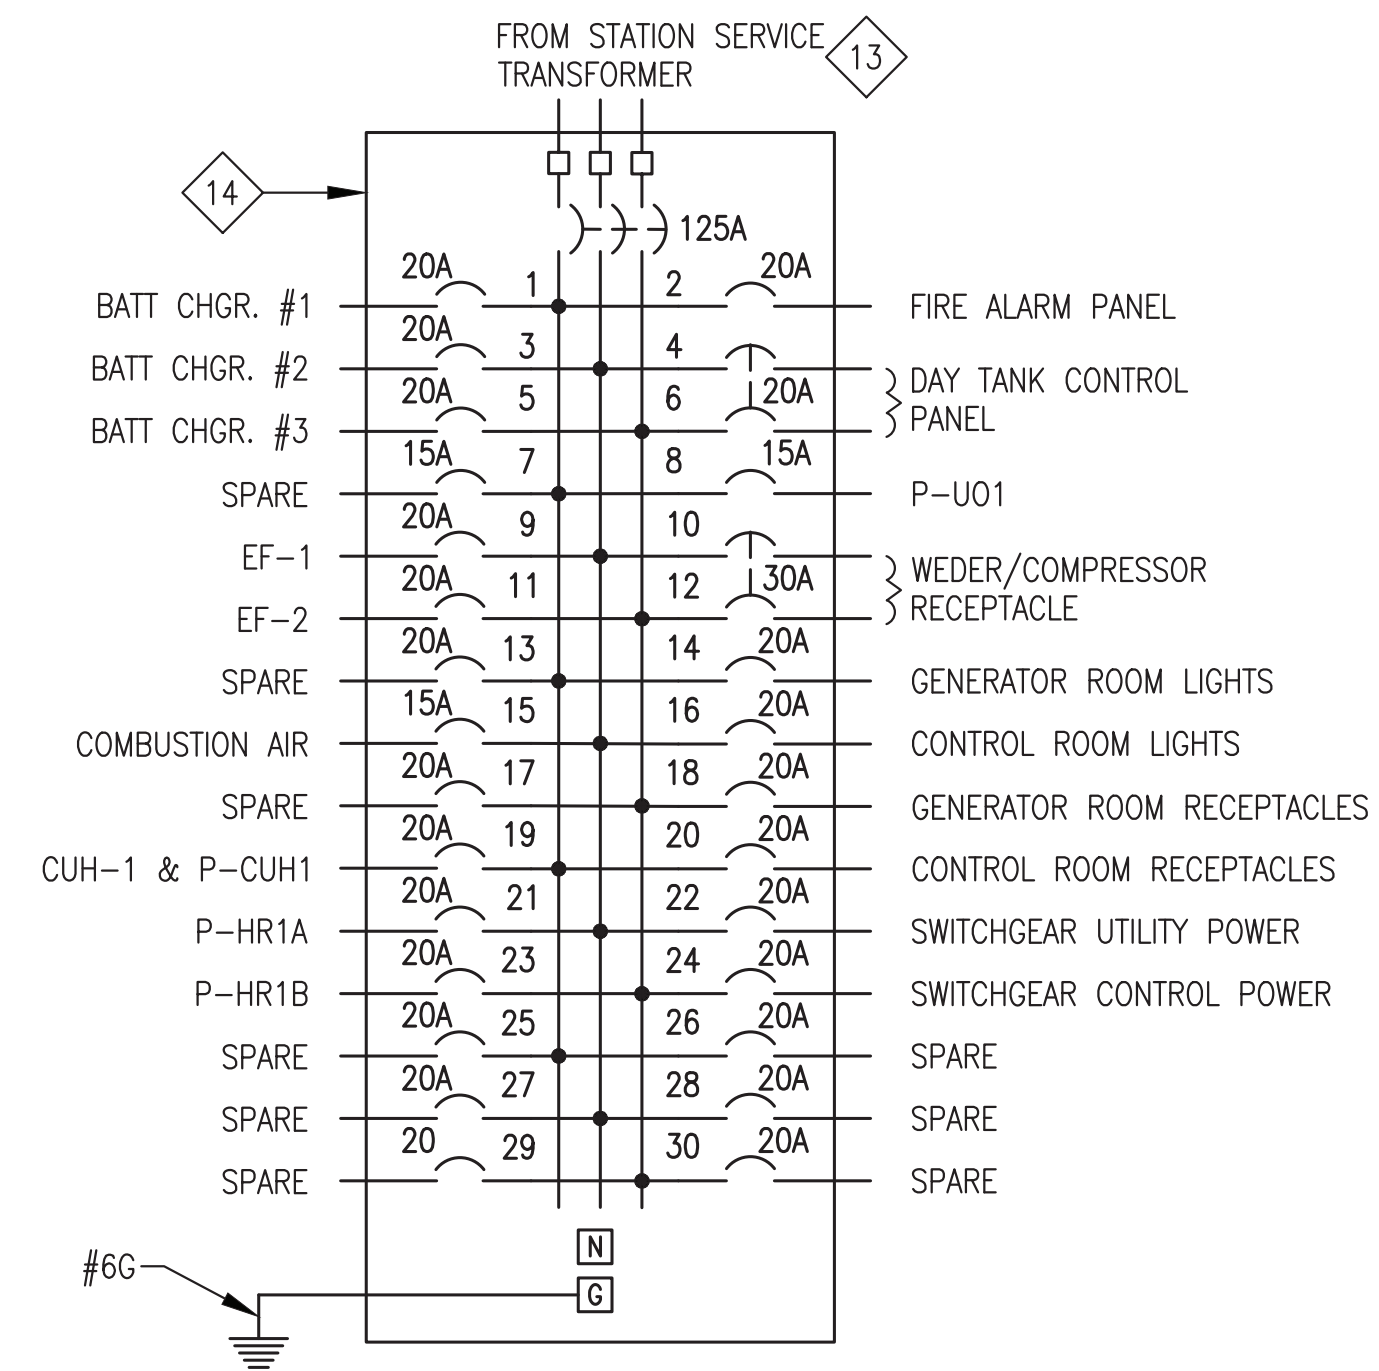 FROM STATION SERVICE
TRANSFORMER
13
14
125A
20A 1 2 20A
BATT CHGR. #1 FIRE ALARM PANEL
20A 3 4
BATT CHGR. #2 DAY TANK CONTROL
20A 5 6 20A
BATT CHGR. #3 PANEL
15A 7 8 15A
SPARE P-UO1
20A 9 10
EF-1 WEDER/COMPRESSOR
20A 11 12 30A
EF-2 RECEPTACLE
20A 13 14 20A
SPARE GENERATOR ROOM LIGHTS
15A 15 16 20A
COMBUSTION AIR CONTROL ROOM LIGHTS
20A 17 18 20A
SPARE GENERATOR ROOM RECEPTACLES
20A 19 20 20A
CUH-1 & P-CUH1 CONTROL ROOM RECEPTACLES
20A 21 22 20A
P-HR1A SWITCHGEAR UTILITY POWER
20A 23 24 20A
P-HR1B SWITCHGEAR CONTROL POWER
20A 25 26 20A
SPARE SPARE
20A 27 28 20A
SPARE SPARE
20 29 30 20A
SPARE SPARE
N
#6G
G